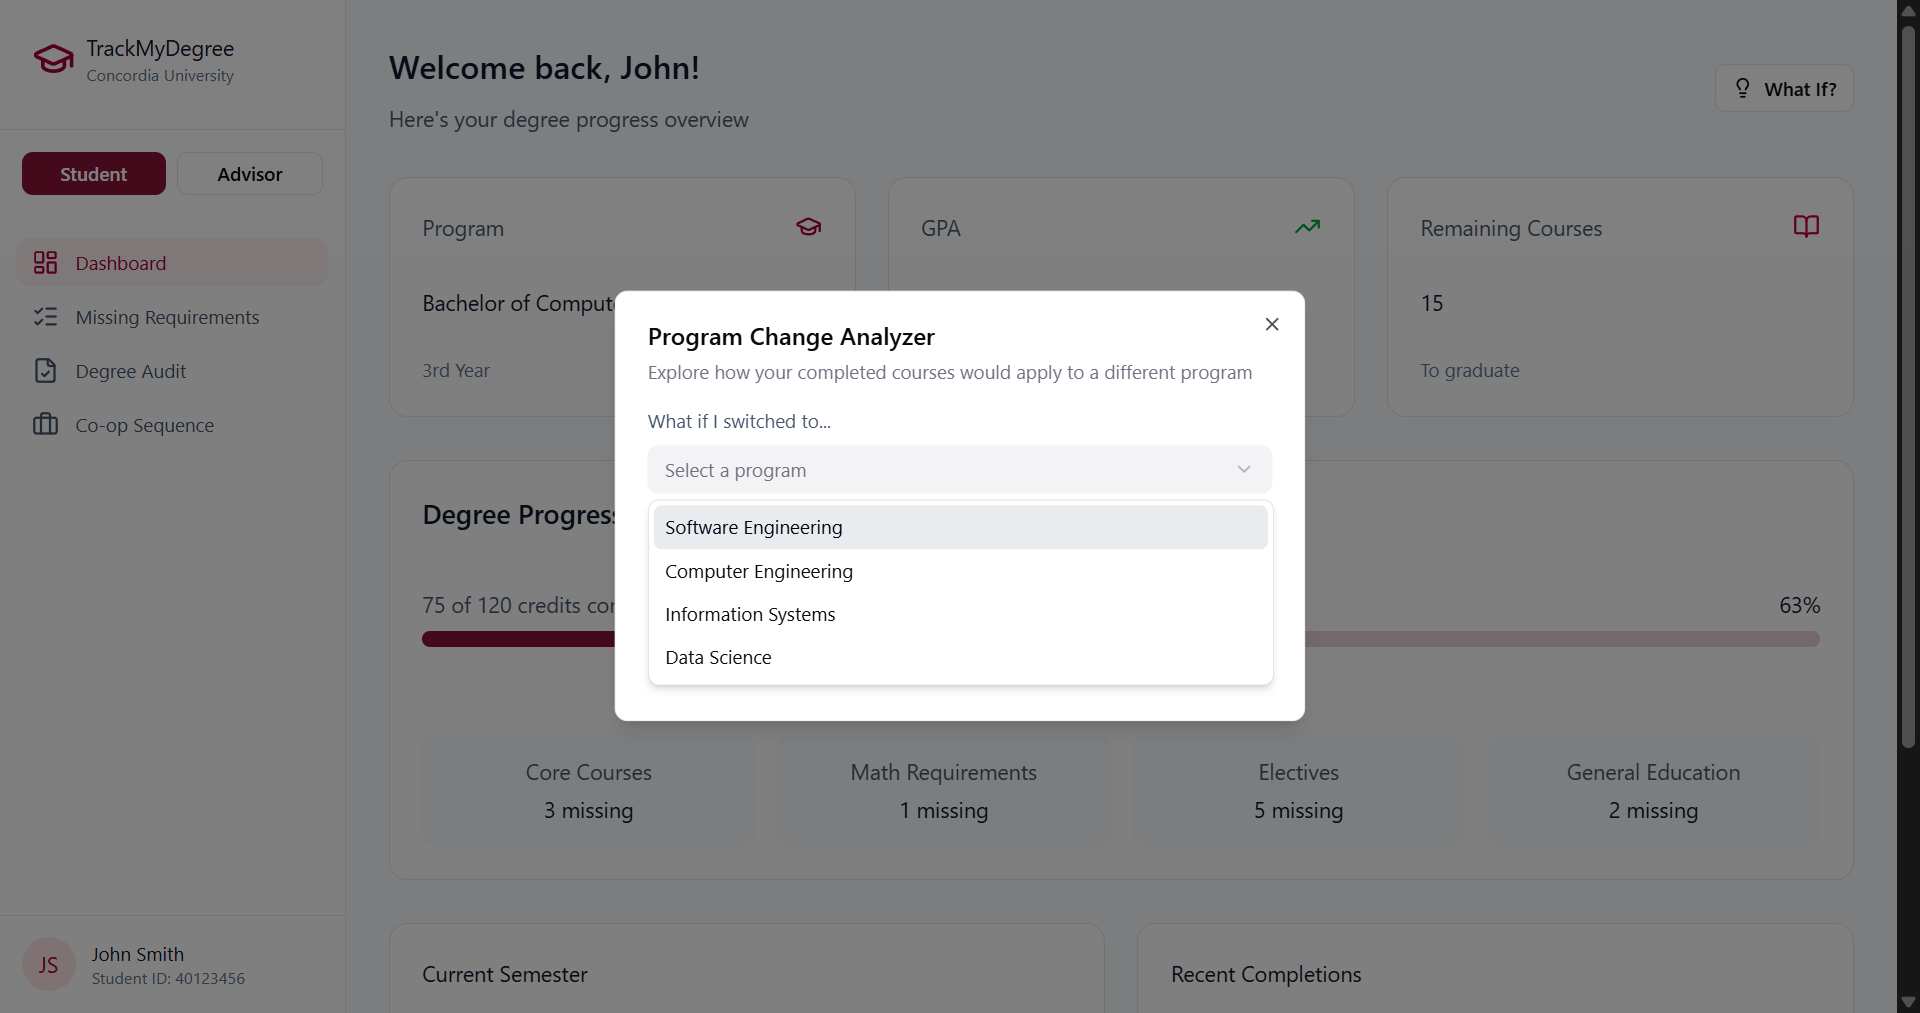 TrackMyDegree
Concordia University
Student
Advisor
Dashboard
Missing Requirements
Degree Audit
Co-op Sequence
JS
John Smith
Student ID: 40123456
Welcome back, John!
Here's your degree progress overview
What If?
Program
Bachelor of Compute
3rd Year
GPA
Remaining Courses
15
To graduate
Program Change Analyzer
Explore how your completed courses would apply to a different program
What if I switched to...
Select a program
Software Engineering
Computer Engineering
Information Systems
Data Science
Degree Progress
75 of 120 credits
63%
Core Courses
3 missing
Math Requirements
1 missing
Electives
5 missing
General Education
2 missing
Current Semester
Recent Completions